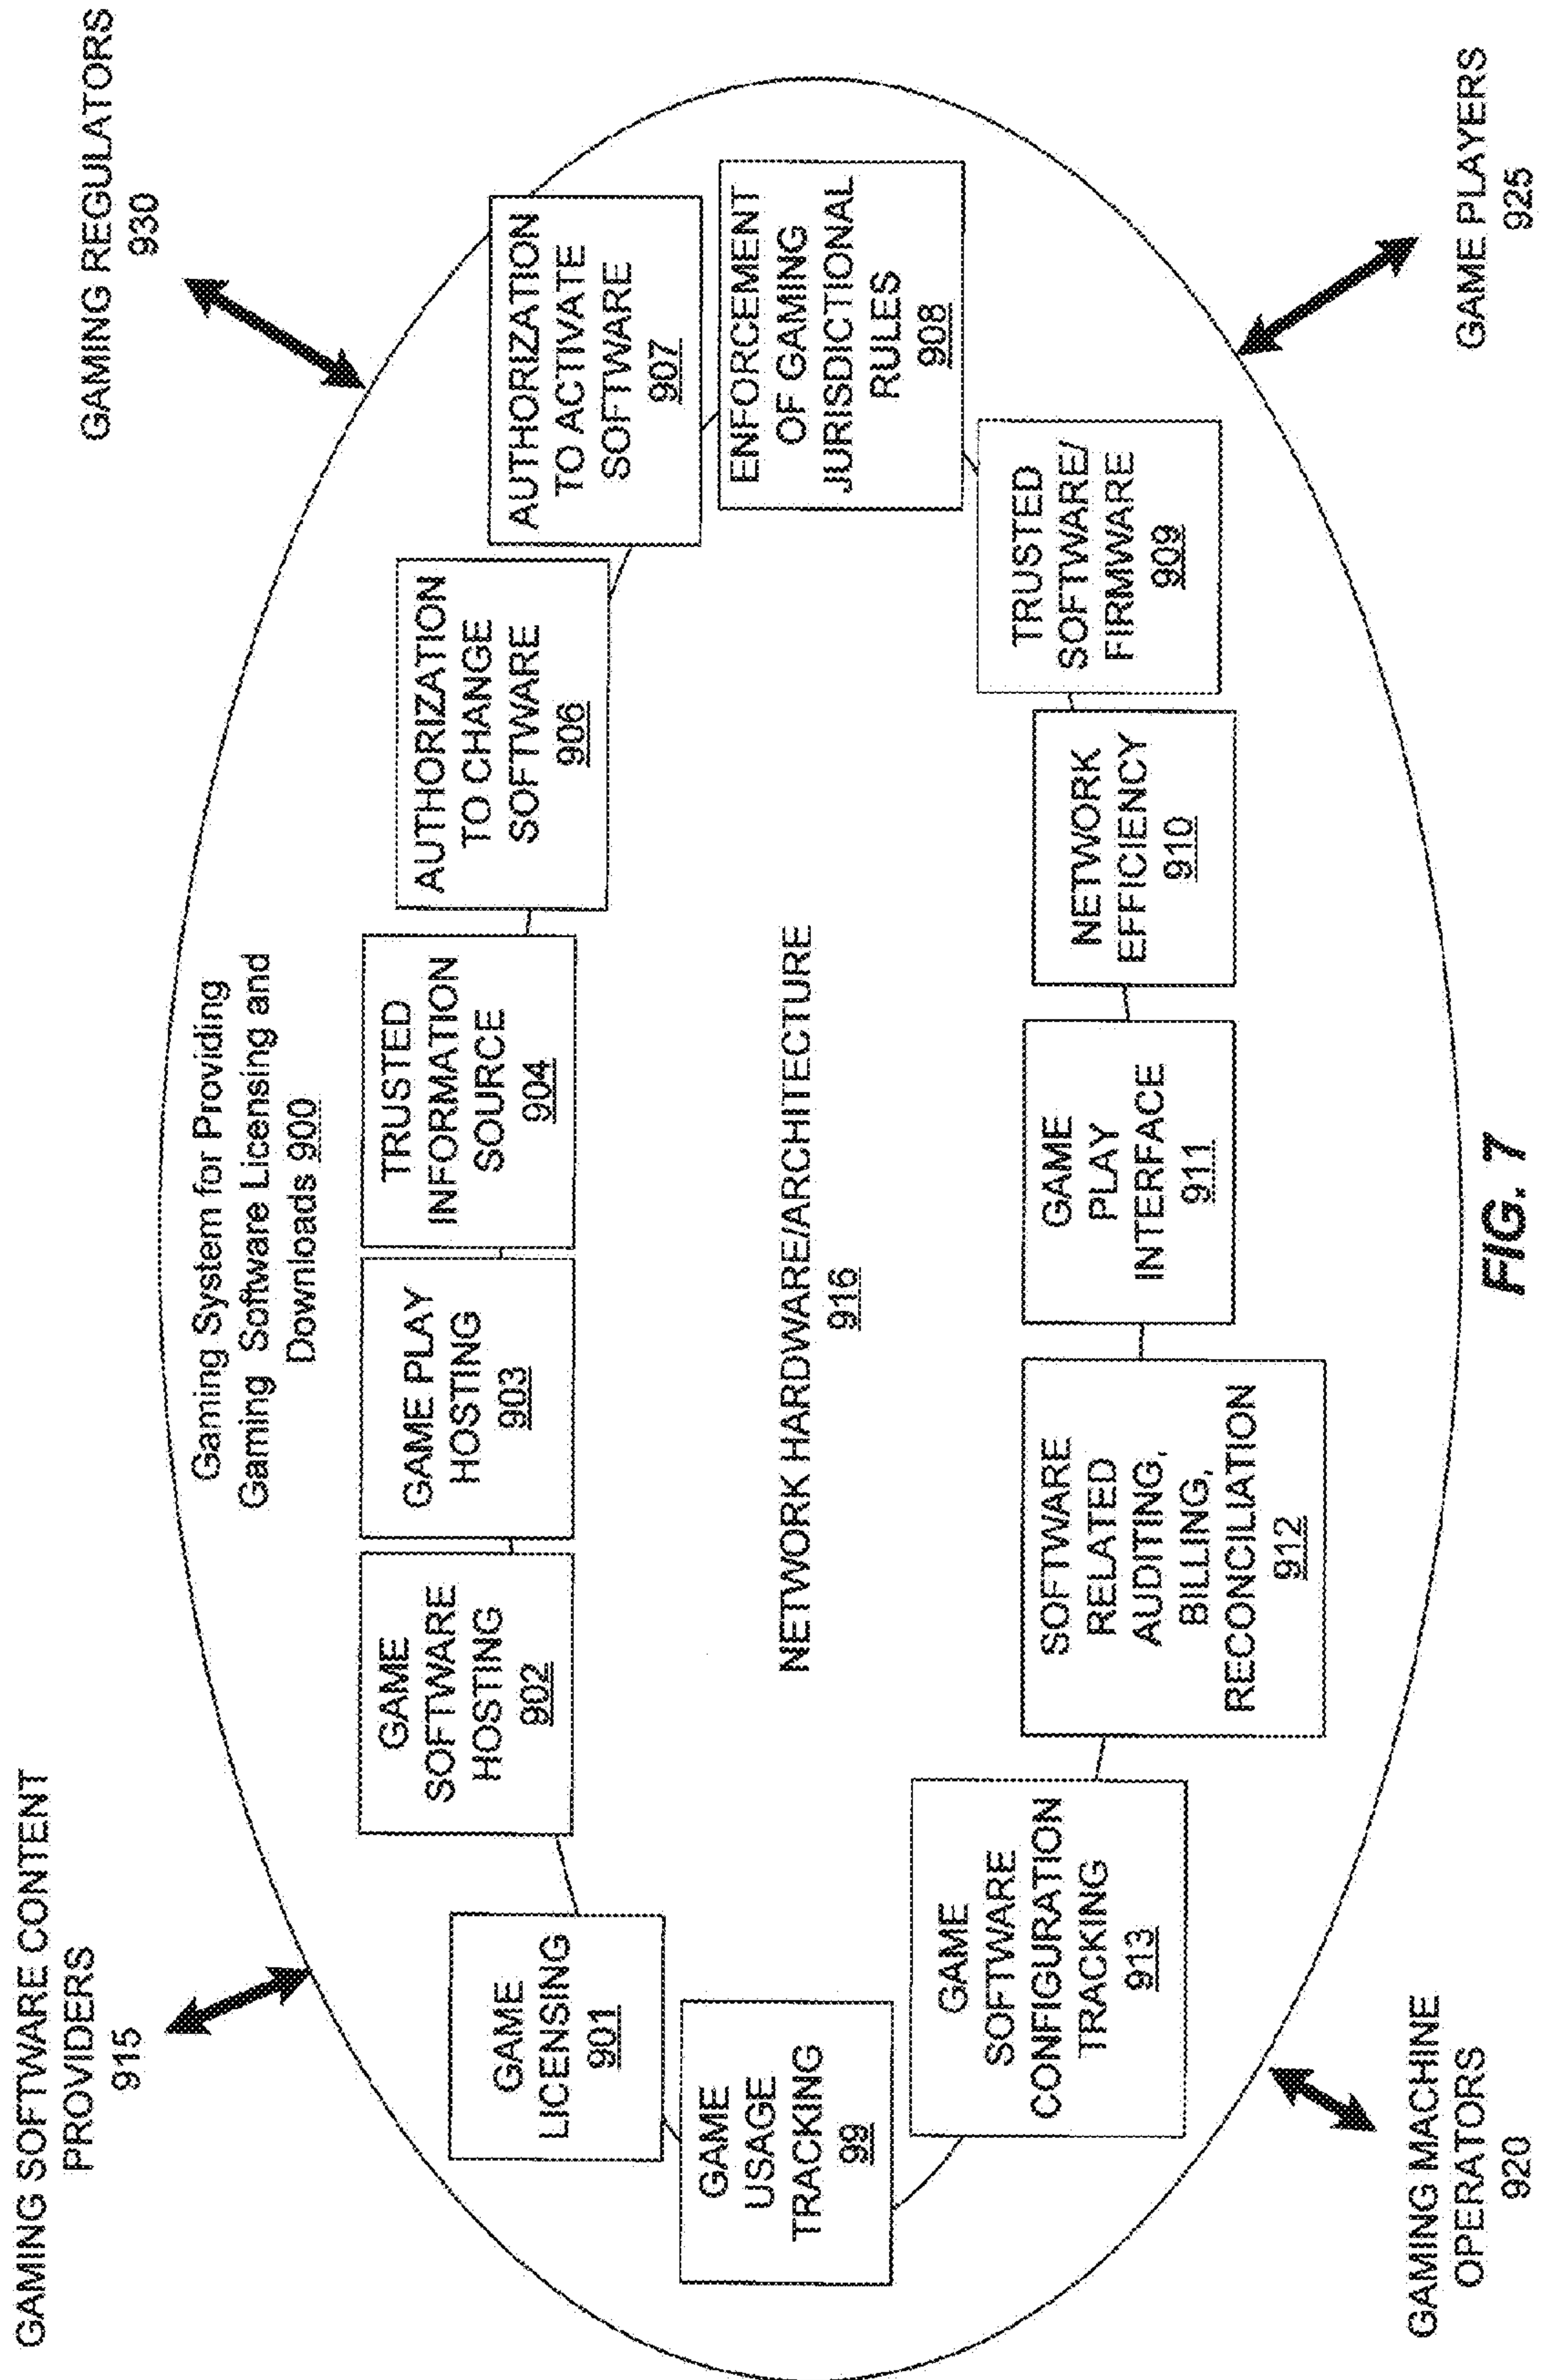 GAMING SOFTWARE CONTENT
PROVIDERS
915
GAMING REGULATORS
930
Gaming System for Providing
Gaming Software Licensing and
Downloads 900
GAME
LICENSING
901
GAME
SOFTWARE
HOSTING
902
GAME PLAY
HOSTING
903
TRUSTED
INFORMATION
SOURCE
904
AUTHORIZATION
TO CHANGE
SOFTWARE
906
AUTHORIZATION
TO ACTIVATE
SOFTWARE
907
ENFORCEMENT
OF GAMING
JURISDICTIONAL
RULES
908
TRUSTED
SOFTWARE/
FIRMWARE
909
NETWORK
EFFICIENCY
910
GAME
PLAY
INTERFACE
911
SOFTWARE
RELATED
AUDITING,
BILLING,
RECONCILIATION
912
GAME
SOFTWARE
CONFIGURATION
TRACKING
913
GAME
USAGE
TRACKING
99
NETWORK HARDWARE/ARCHITECTURE
916
GAMING MACHINE
OPERATORS
920
GAME PLAYERS
925
FIG. 7